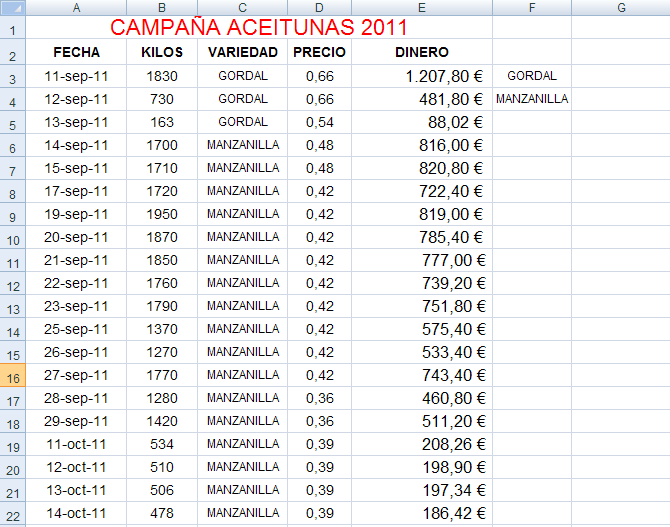 A B C D E F G
1 CAMPAÑA ACEITUNAS 2011
2 FECHA KILOS VARIEDAD PRECIO DINERO
3 11-sep-11 1830 GORDAL 0,66 1.207,80 € GORDAL
4 12-sep-11 730 GORDAL 0,66 481,80 € MANZANILLA
5 13-sep-11 163 GORDAL 0,54 88,02 €
6 14-sep-11 1700 MANZANILLA 0,48 816,00 €
7 15-sep-11 1710 MANZANILLA 0,48 820,80 €
8 17-sep-11 1720 MANZANILLA 0,42 722,40 €
9 19-sep-11 1950 MANZANILLA 0,42 819,00 €
10 20-sep-11 1870 MANZANILLA 0,42 785,40 €
11 21-sep-11 1850 MANZANILLA 0,42 777,00 €
12 22-sep-11 1760 MANZANILLA 0,42 739,20 €
13 23-sep-11 1790 MANZANILLA 0,42 751,80 €
14 25-sep-11 1370 MANZANILLA 0,42 575,40 €
15 26-sep-11 1270 MANZANILLA 0,42 533,40 €
16 27-sep-11 1770 MANZANILLA 0,42 743,40 €
17 28-sep-11 1280 MANZANILLA 0,36 460,80 €
18 29-sep-11 1420 MANZANILLA 0,36 511,20 €
19 11-oct-11 534 MANZANILLA 0,39 208,26 €
20 12-oct-11 510 MANZANILLA 0,39 198,90 €
21 13-oct-11 506 MANZANILLA 0,39 197,34 €
22 14-oct-11 478 MANZANILLA 0,39 186,42 €